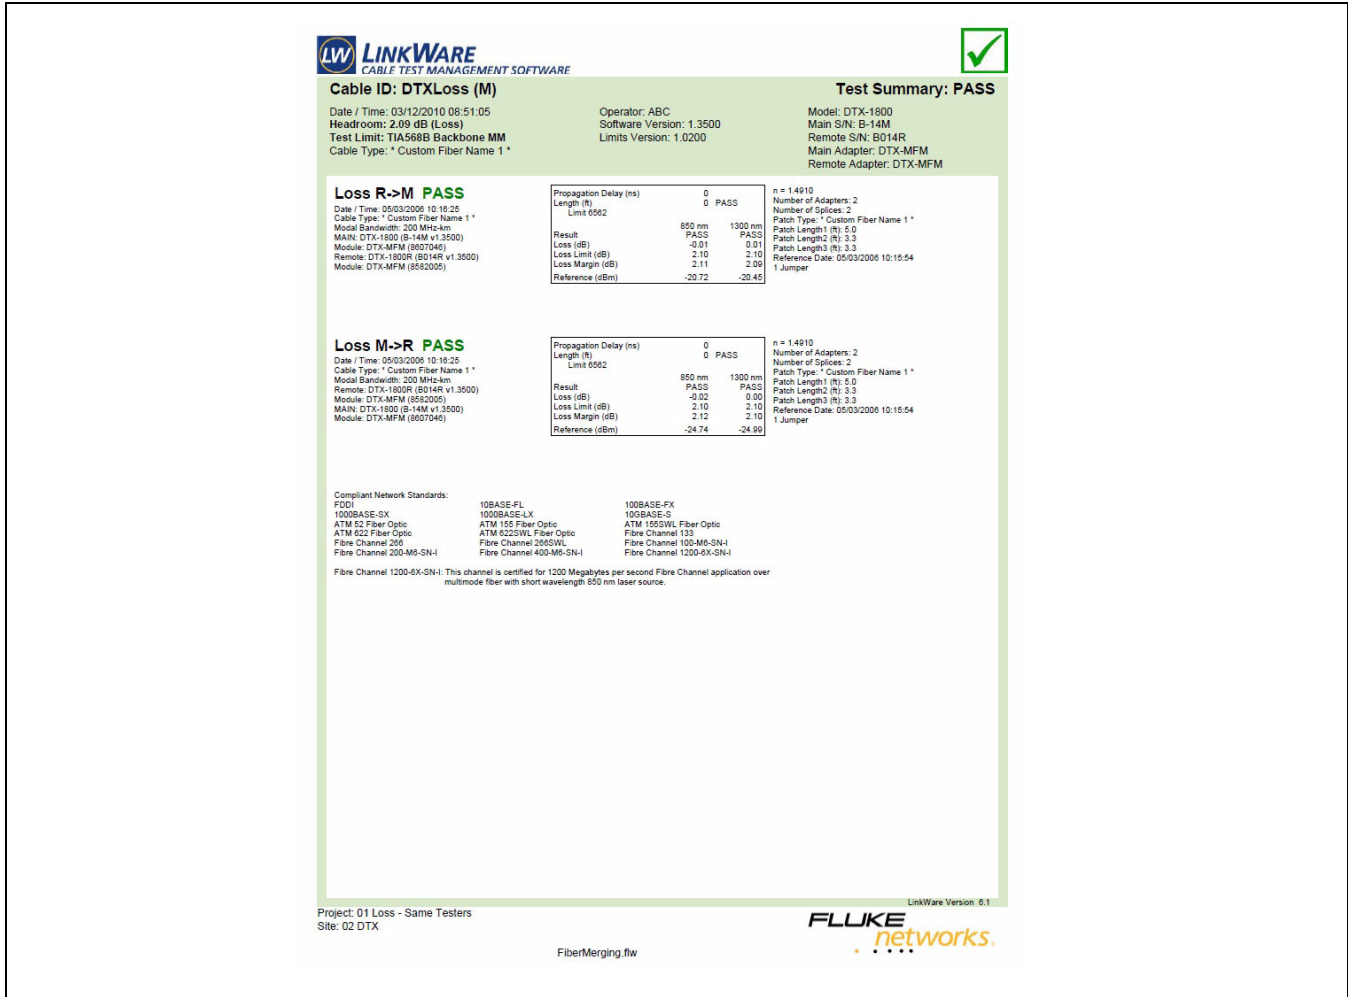 LW LINKWARE
CABLE TEST MANAGEMENT SOFTWARE
Cable ID: DTXLoss (M)
Test Summary: PASS
Date / Time: 03/12/2010 08:51:05
Headroom: 2.09 dB (Loss)
Test Limit: TIA568B Backbone MM
Cable Type: * Custom Fiber Name 1 *
Operator: ABC
Software Version: 1.3500
Limits Version: 1.0200
Model: DTX-1800
Main S/N: B-14M
Remote S/N: B014R
Main Adapter: DTX-MFM
Remote Adapter: DTX-MFM
Loss R->M PASS
Date / Time: 05/03/2006 10:16:25
Cable Type: * Custom Fiber Name 1 *
Modal Bandwidth: 200 MHz-km
MAIN: DTX-1800 (B-14M v1.3500)
Module: DTX-MFM (8607046)
Remote: DTX-1800R (B014R v1.3500)
Module: DTX-MFM (8582005)
Propagation Delay (ns) 0
Length (ft) 0 PASS
Limit 6562
850 nm 1300 nm
Result PASS PASS
Loss (dB) -0.01 0.01
Loss Limit (dB) 2.10 2.10
Loss Margin (dB) 2.11 2.09
Reference (dBm) -20.72 -20.45
n = 1.4910
Number of Adapters: 2
Number of Splices: 2
Patch Type: * Custom Fiber Name 1 *
Patch Length1 (ft): 5.0
Patch Length2 (ft): 3.3
Patch Length3 (ft): 3.3
Reference Date: 05/03/2006 10:15:54
1 Jumper
Loss M->R PASS
Date / Time: 05/03/2006 10:16:25
Cable Type: * Custom Fiber Name 1 *
Modal Bandwidth: 200 MHz-km
Remote: DTX-1800R (B014R v1.3500)
Module: DTX-MFM (8582005)
MAIN: DTX-1800 (B-14M v1.3500)
Module: DTX-MFM (8607046)
Propagation Delay (ns) 0
Length (ft) 0 PASS
Limit 6562
850 nm 1300 nm
Result PASS PASS
Loss (dB) -0.02 0.00
Loss Limit (dB) 2.10 2.10
Loss Margin (dB) 2.12 2.10
Reference (dBm) -24.74 -24.99
n = 1.4910
Number of Adapters: 2
Number of Splices: 2
Patch Type: * Custom Fiber Name 1 *
Patch Length1 (ft): 5.0
Patch Length2 (ft): 3.3
Patch Length3 (ft): 3.3
Reference Date: 05/03/2006 10:15:54
1 Jumper
Compliant Network Standards:
FDDI 10BASE-FL 100BASE-FX
1000BASE-SX 1000BASE-LX 10GBASE-S
ATM 52 Fiber Optic ATM 155 Fiber Optic ATM 155SWL Fiber Optic
ATM 622 Fiber Optic ATM 622SWL Fiber Optic Fibre Channel 133
Fibre Channel 266 Fibre Channel 266SWL Fibre Channel 100-M6-SN-I
Fibre Channel 200-M6-SN-I Fibre Channel 400-M6-SN-I Fibre Channel 1200-6X-SN-I
Fibre Channel 1200-6X-SN-I: This channel is certified for 1200 Megabytes per second Fibre Channel application over
multimode fiber with short wavelength 850 nm laser source.
LinkWare Version 6.1
Project: 01 Loss - Same Testers
Site: 02 DTX
FiberMerging.flw
FLUKE
networks.